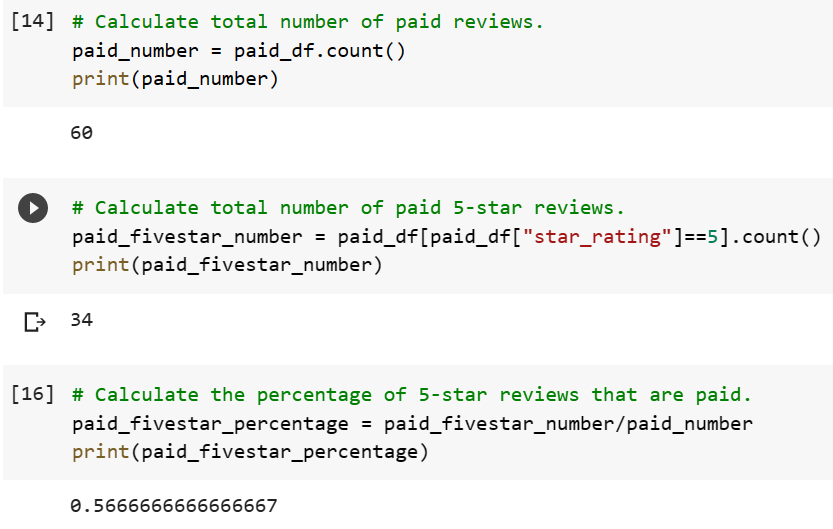 [14] # Calculate total number of paid reviews.
paid_number = paid_df.count()
print(paid_number)
60
# Calculate total number of paid 5-star reviews.
paid_fivestar_number = paid_df[paid_df["star_rating"]==5].count()
print(paid_fivestar_number)
34
[16] # Calculate the percentage of 5-star reviews that are paid.
paid_fivestar_percentage = paid_fivestar_number/paid_number
print(paid_fivestar_percentage)
0.5666666666666667